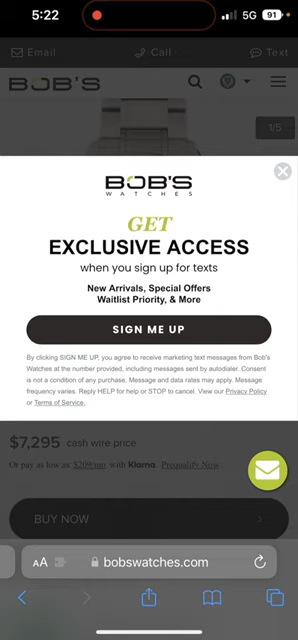 5:22
5G
91
Email
Call
Text
BOB'S
1/5
BOB'S
WATCHES
GET
EXCLUSIVE ACCESS
when you sign up for texts
New Arrivals, Special Offers
Waitlist Priority, & More
SIGN ME UP
By clicking SIGN ME UP, you agree to receive marketing text messages from Bob's
Watches at the number provided, including messages sent by autodialer. Consent
is not a condition of any purchase. Message and data rates may apply. Message
frequency varies. Reply HELP for help or STOP to cancel. View our Privacy Policy
or Terms of Service.
$7,295 cash wire price
Or pay as low as $209/mo with Klarna. Prequalify Now
BUY NOW
AA
bobswatches.com